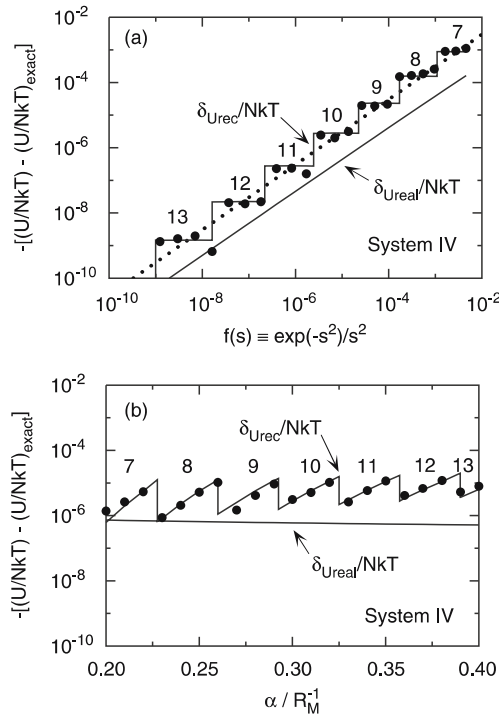 (a)
-[(U/NkT) - (U/NkT)exact]
10⁻²
10⁻⁴
10⁻⁶
10⁻⁸
10⁻¹⁰
7
8
9
10
11
12
13
δUrec/NkT
δUreal/NkT
System IV
10⁻¹⁰ 10⁻⁸ 10⁻⁶ 10⁻⁴ 10⁻²
f(s) ≡ exp(-s²)/s²
(b)
-[(U/NkT) - (U/NkT)exact]
10⁻²
10⁻⁴
10⁻⁶
10⁻⁸
10⁻¹⁰
δUrec/NkT
7 8 9 10 11 12 13
δUreal/NkT
System IV
0.20 0.25 0.30 0.35 0.40
α / R_M⁻¹